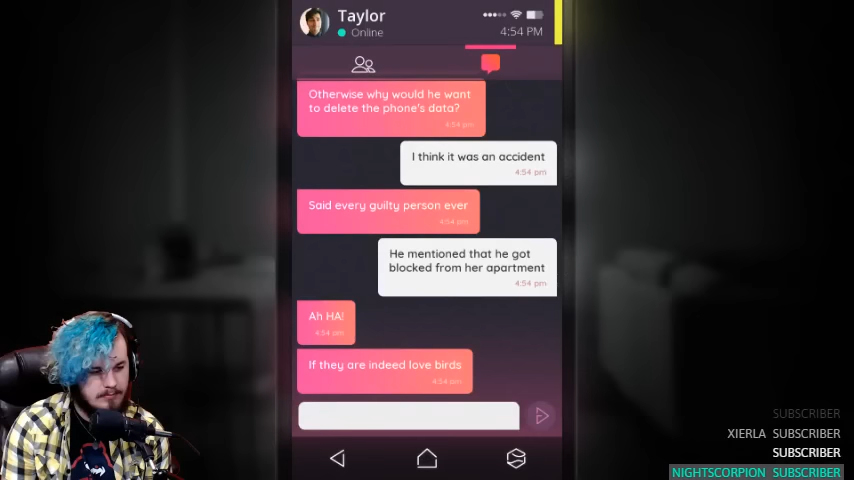 Taylor
Online
4:54 PM
Otherwise why would he want
to delete the phone's data?
4:54 pm
I think it was an accident
4:54 pm
Said every guilty person ever
4:54 pm
He mentioned that he got
blocked from her apartment
4:54 pm
Ah HA!
4:54 pm
If they are indeed love birds
4:54 pm
SUBSCRIBER
XIERLA SUBSCRIBER
SUBSCRIBER
NIGHTSCORPION SUBSCRIBER